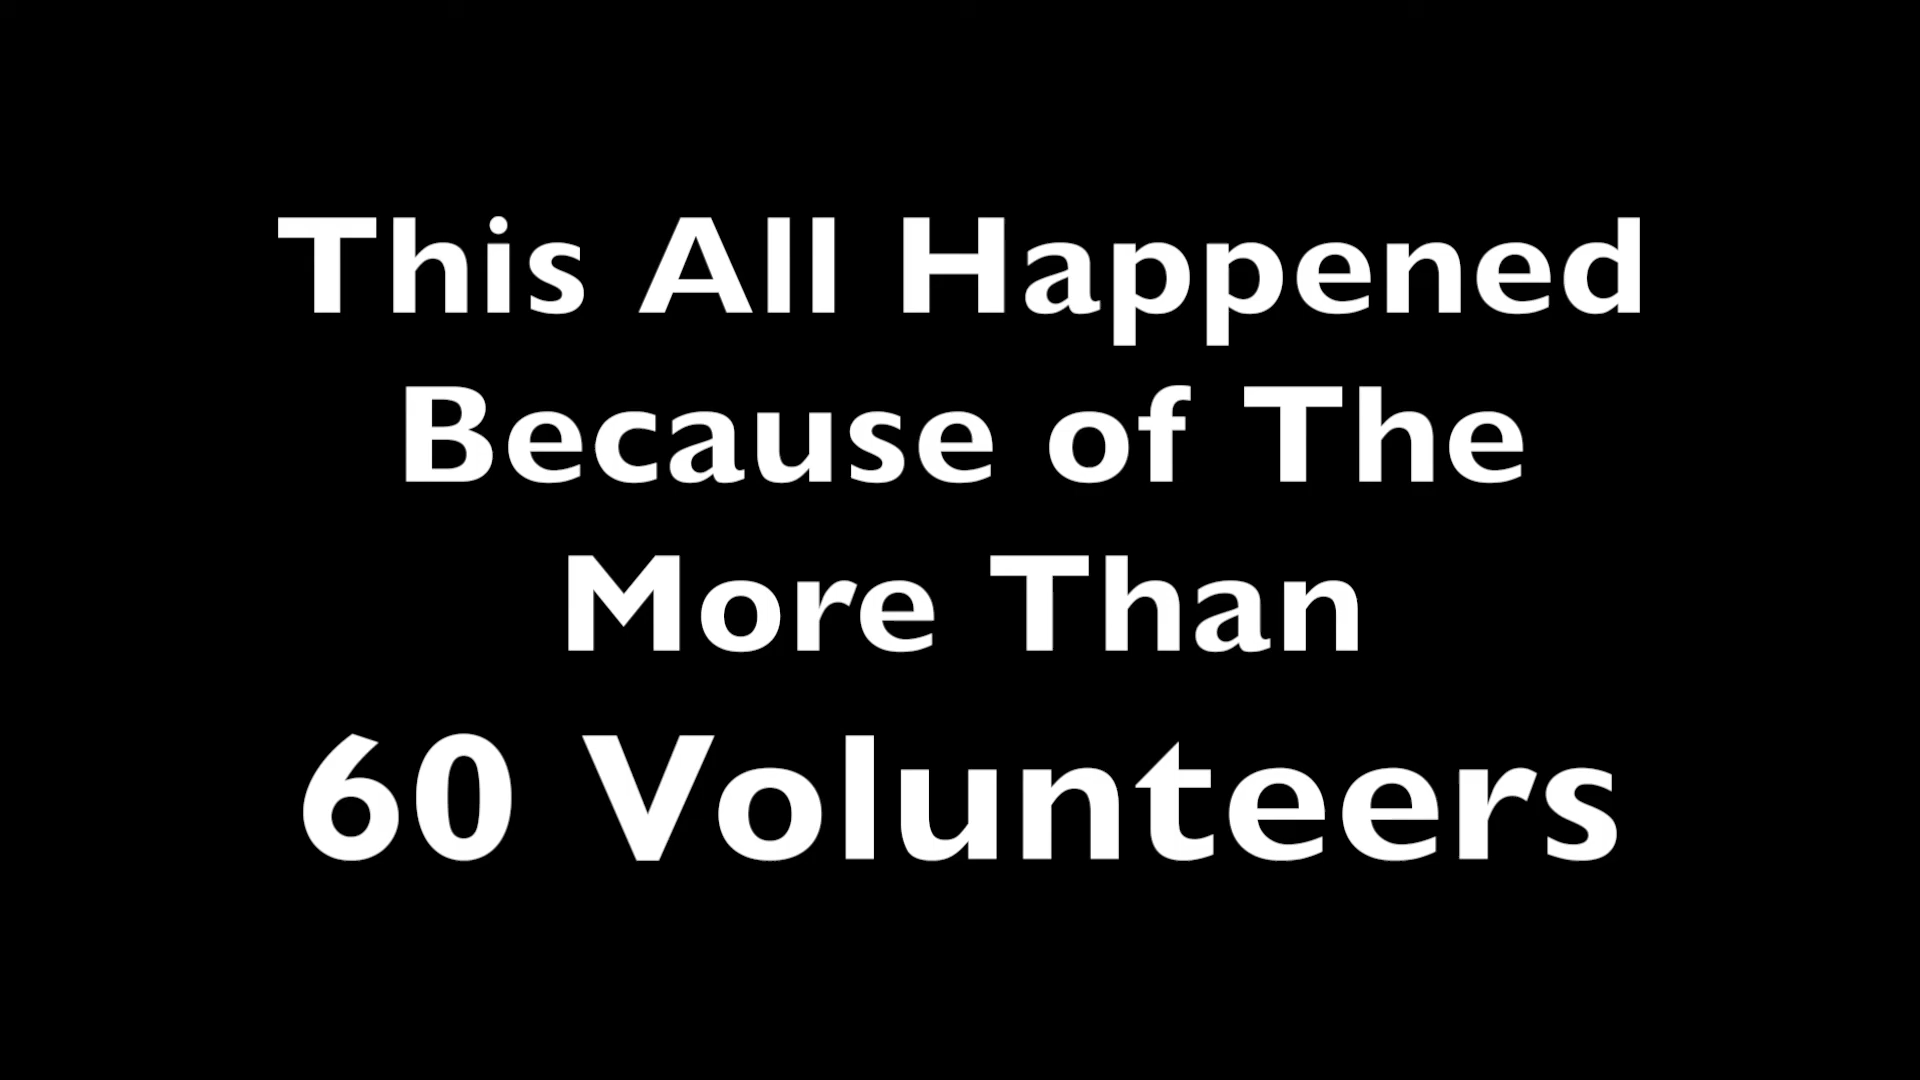 This All Happened
Because of The
More Than
60 Volunteers